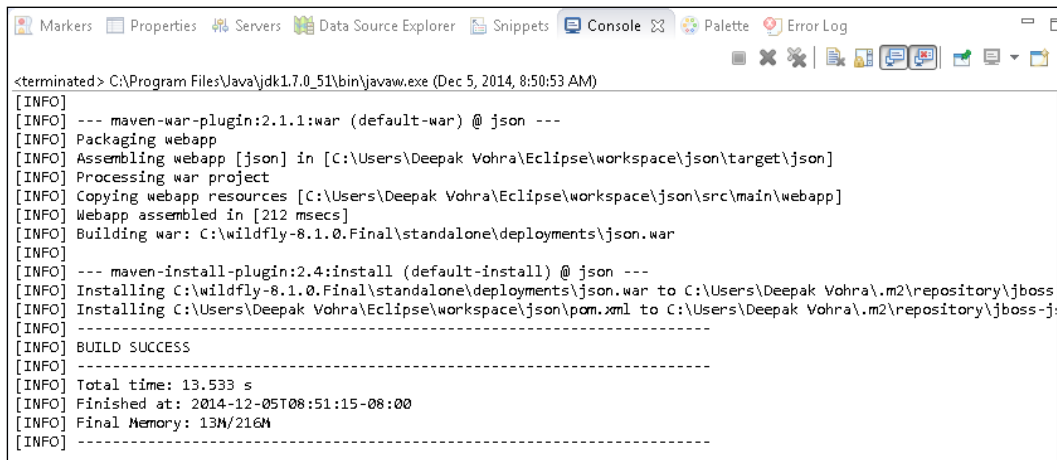 Markers Properties Servers Data Source Explorer Snippets Console Palette Error Log
<terminated> C:\Program Files\Java\jdk1.7.0_51\bin\javaw.exe (Dec 5, 2014, 8:50:53 AM)
[INFO]
[INFO] --- maven-war-plugin:2.1.1:war (default-war) @ json ---
[INFO] Packaging webapp
[INFO] Assembling webapp [json] in [C:\Users\Deepak Vohra\Eclipse\workspace\json\target\json]
[INFO] Processing war project
[INFO] Copying webapp resources [C:\Users\Deepak Vohra\Eclipse\workspace\json\src\main\webapp]
[INFO] Webapp assembled in [212 msecs]
[INFO] Building war: C:\wildfly-8.1.0.Final\standalone\deployments\json.war
[INFO]
[INFO] --- maven-install-plugin:2.4:install (default-install) @ json ---
[INFO] Installing C:\wildfly-8.1.0.Final\standalone\deployments\json.war to C:\Users\Deepak Vohra\.m2\repository\jboss
[INFO] Installing C:\Users\Deepak Vohra\Eclipse\workspace\json\pom.xml to C:\Users\Deepak Vohra\.m2\repository\jboss-js
[INFO] ------------------------------------------------------------------------
[INFO] BUILD SUCCESS
[INFO] ------------------------------------------------------------------------
[INFO] Total time: 13.533 s
[INFO] Finished at: 2014-12-05T08:51:15-08:00
[INFO] Final Memory: 13M/216M
[INFO] ------------------------------------------------------------------------